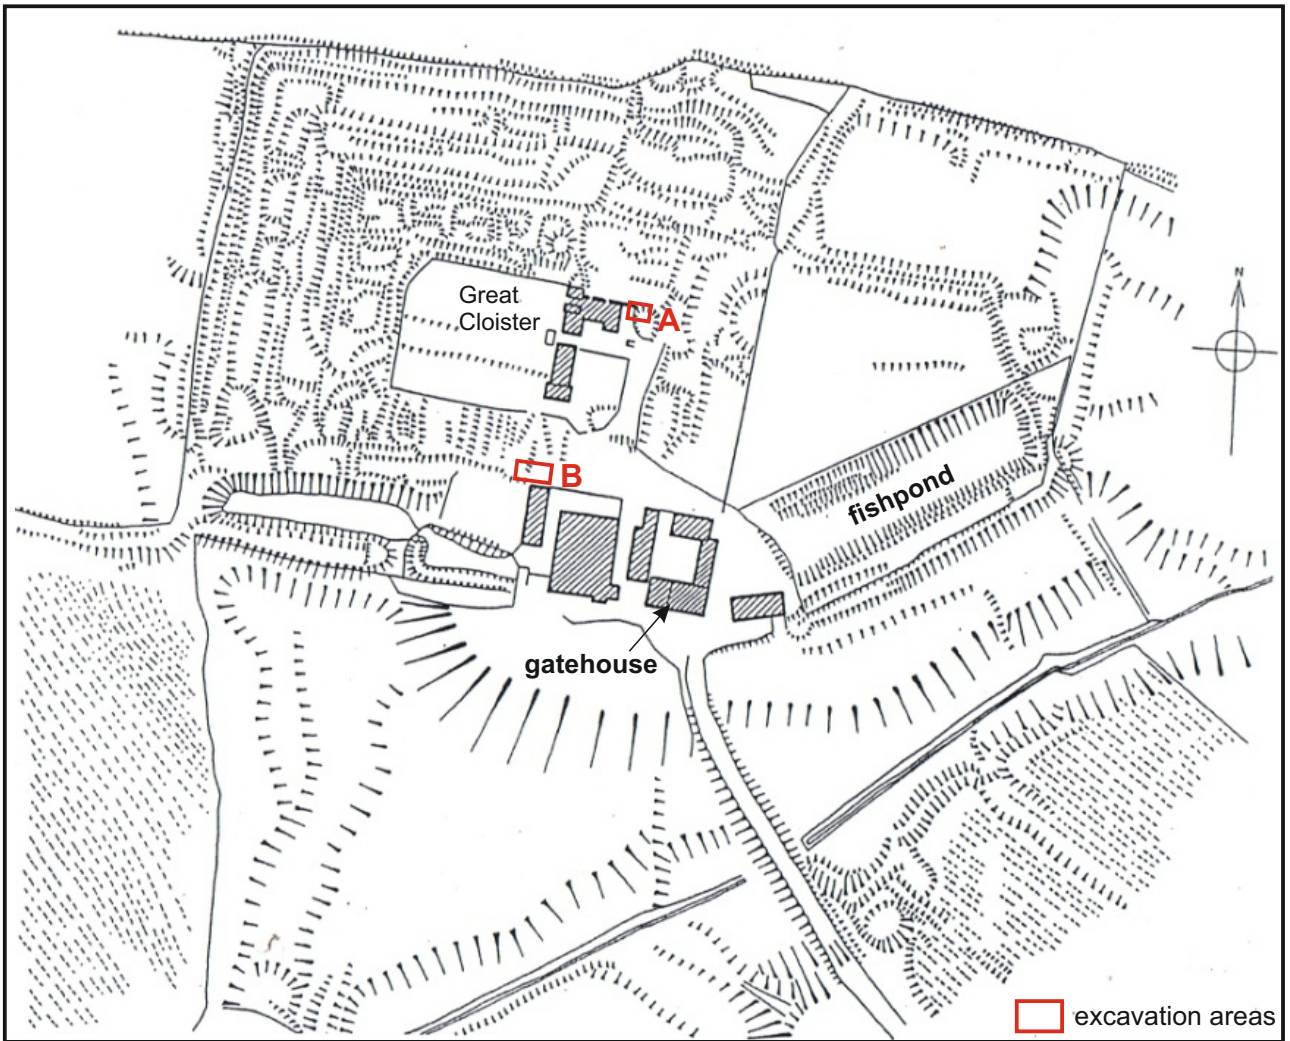 Great
Cloister
A
N
B
fishpond
gatehouse
excavation areas